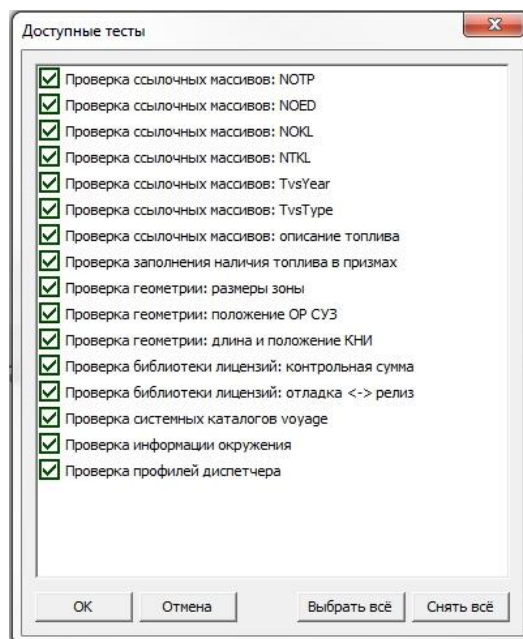 Доступные тесты
Проверка ссылочных массивов: NOTP
Проверка ссылочных массивов: NOED
Проверка ссылочных массивов: NOKL
Проверка ссылочных массивов: NTKL
Проверка ссылочных массивов: TvsYear
Проверка ссылочных массивов: TvsType
Проверка ссылочных массивов: описание топлива
Проверка заполнения наличия топлива в призмах
Проверка геометрии: размеры зоны
Проверка геометрии: положение ОР СУЗ
Проверка геометрии: длина и положение КНИ
Проверка библиотеки лицензий: контрольная сумма
Проверка библиотеки лицензий: отладка <-> релиз
Проверка системных каталогов voyage
Проверка информации окружения
Проверка профилей диспетчера
ОК Отмена Выбрать всё Снять всё